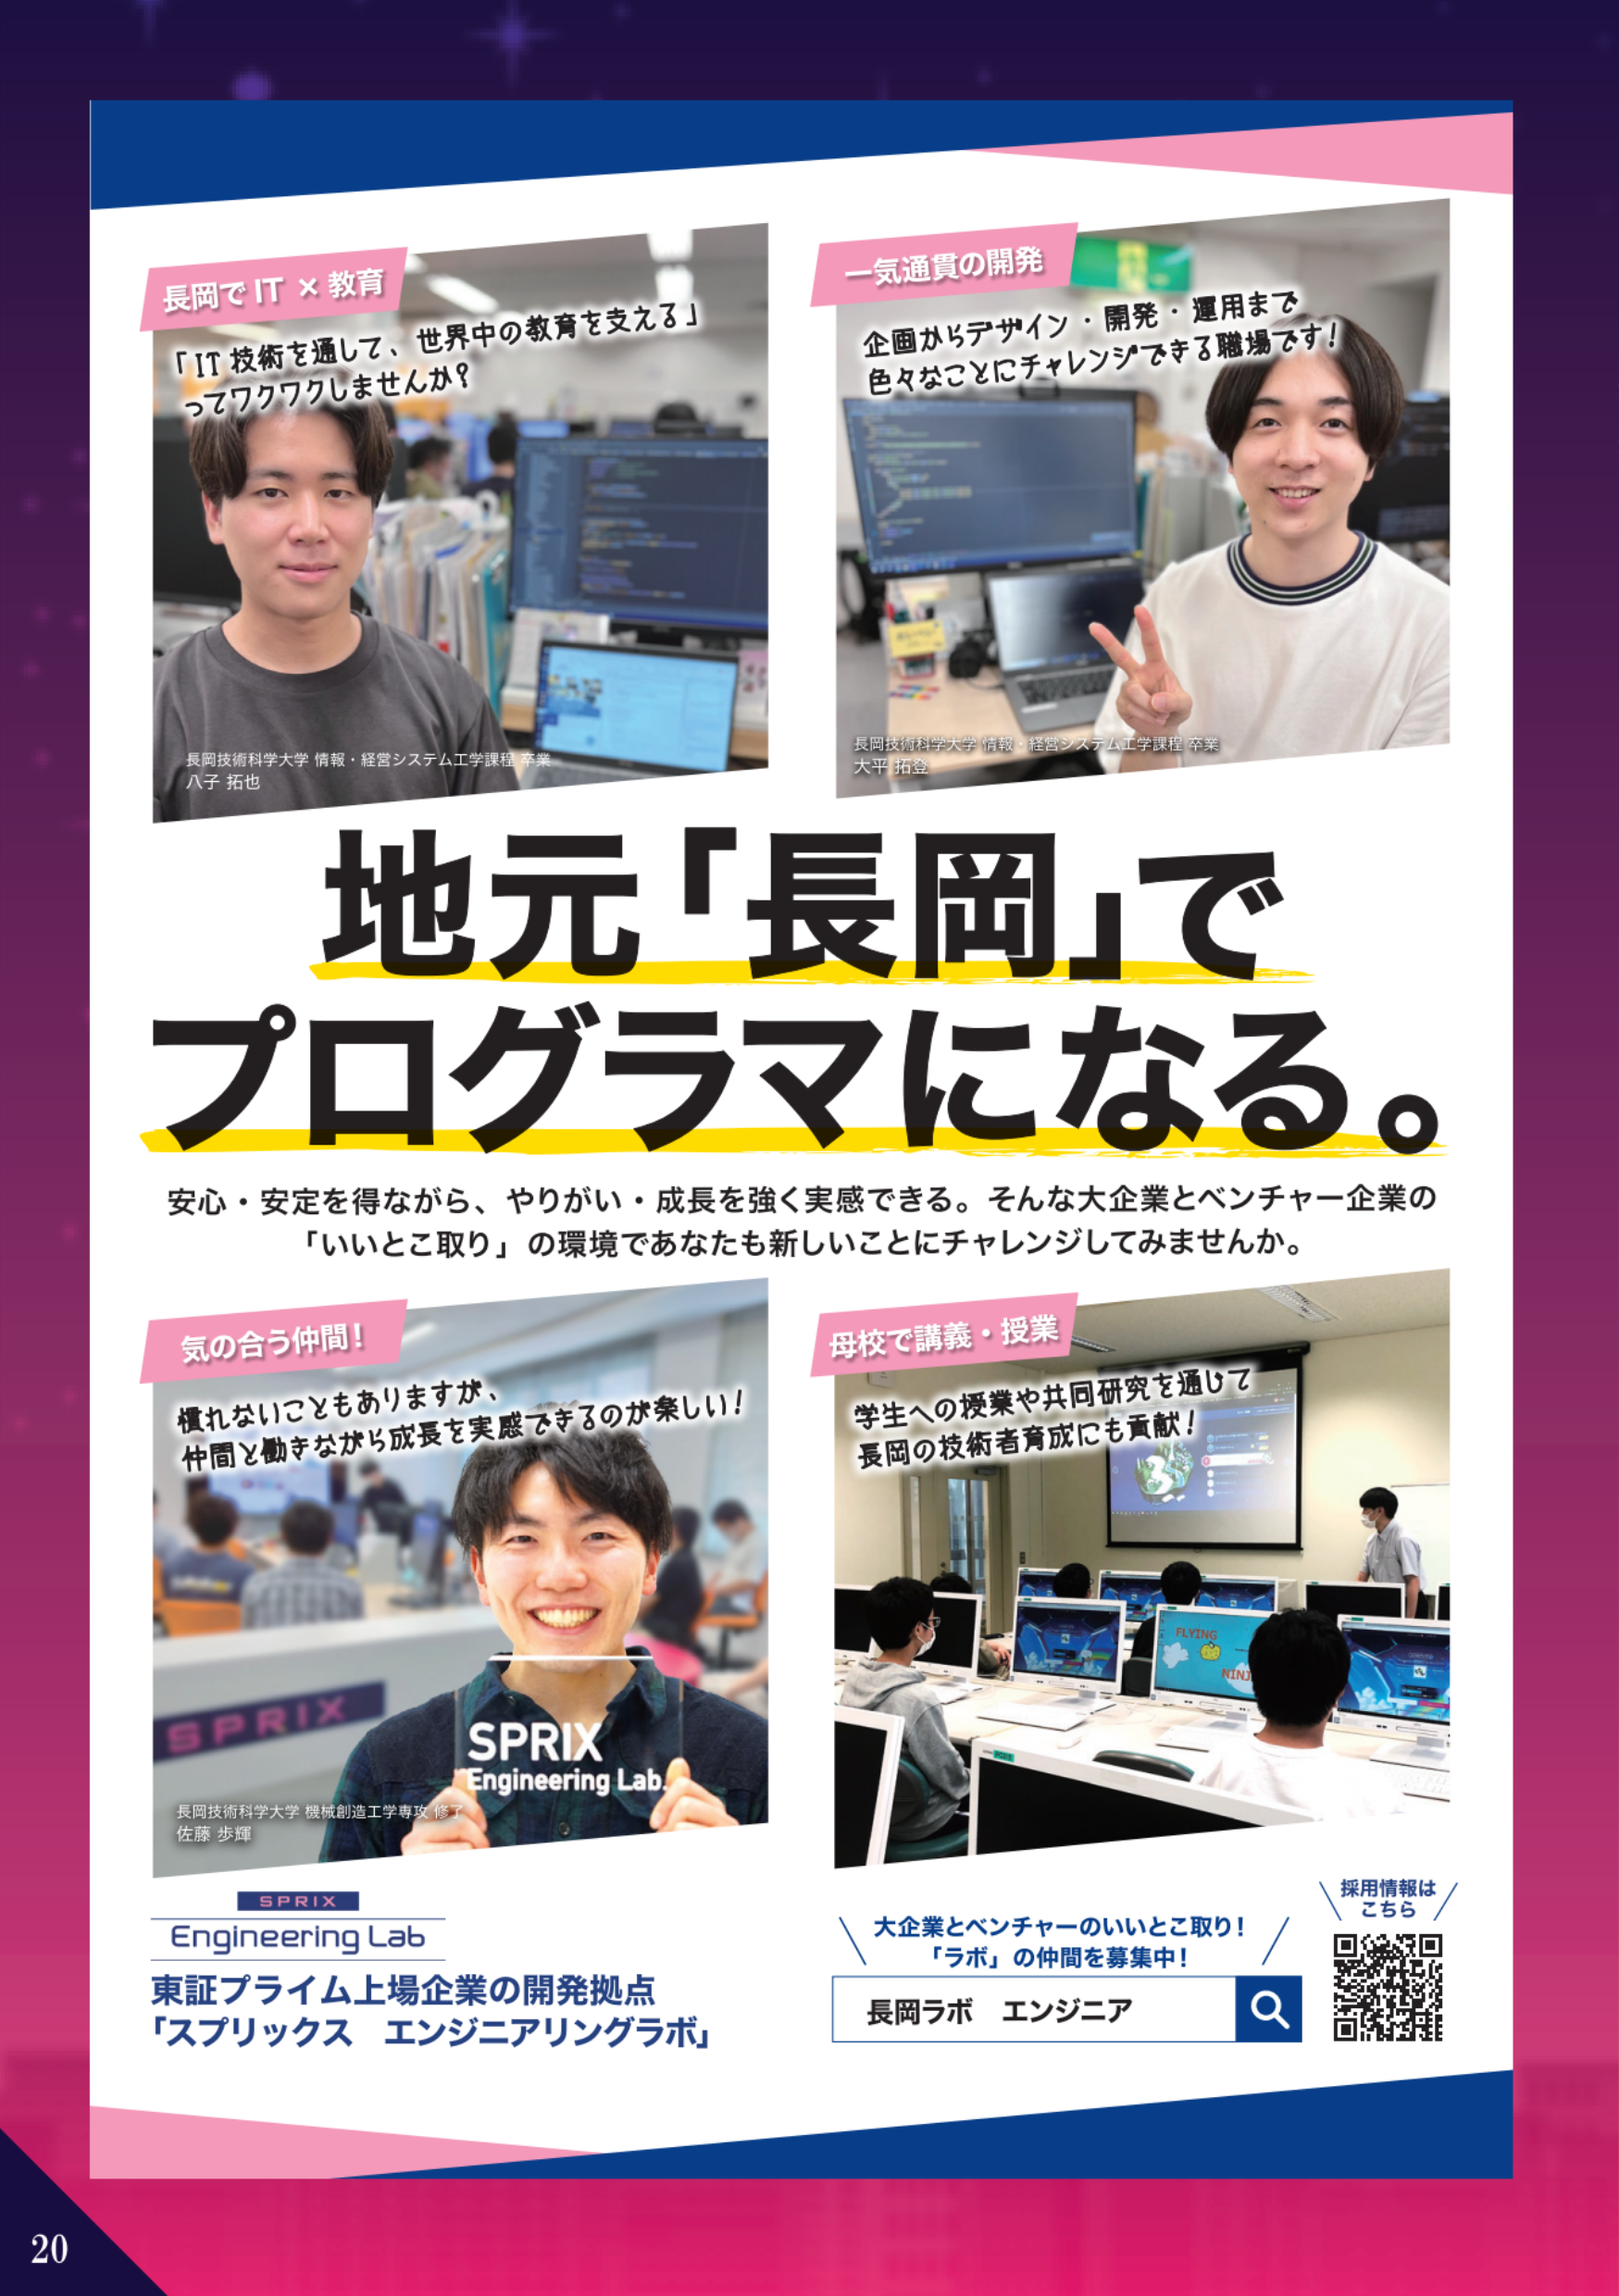 長岡で IT × 教育
「IT 技術を通して、世界中の教育を支える」
ってワクワクしませんか?
長岡技術科学大学 情報・経営システム工学課程 卒業
八子 拓也
一気通貫の開発
企画からデザイン・開発・運用まで
色々なことにチャレンジできる職場です!
長岡技術科学大学 情報・経営システム工学課程 卒業
大平 拓登
地元「長岡」で
プログラマになる。
安心・安定を得ながら、やりがい・成長を強く実感できる。そんな大企業とベンチャー企業の
「いいとこ取り」の環境であなたも新しいことにチャレンジしてみませんか。
気の合う仲間!
慣れないこともありますが、
仲間と働きながら成長を実感できるのが楽しい!
SPRIX
SPRIX
Engineering Lab.
長岡技術科学大学 機械創造工学専攻 修了
佐藤 歩輝
母校で講義・授業
学生への授業や共同研究を通じて
長岡の技術者育成にも貢献!
FLYING
SPRIX
Engineering Lab
東証プライム上場企業の開発拠点
「スプリックス エンジニアリングラボ」
大企業とベンチャーのいいとこ取り!
「ラボ」の仲間を募集中!
長岡ラボ エンジニア
採用情報は
こちら
20